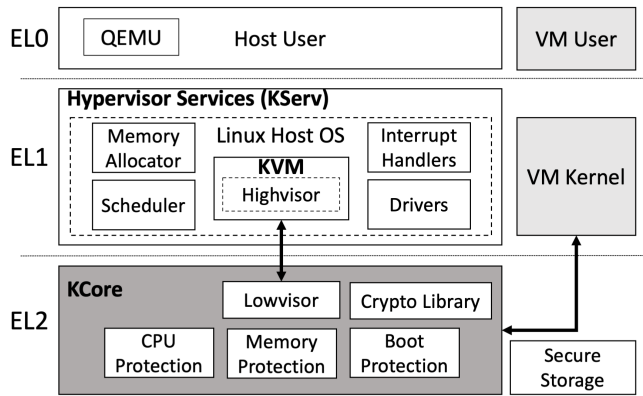 EL0
QEMU
Host User
VM User
Hypervisor Services (KServ)
EL1
Memory
Allocator
Linux Host OS
Interrupt
Handlers
KVM
Highvisor
Scheduler
Drivers
VM Kernel
KCore
EL2
Lowvisor
Crypto Library
CPU
Protection
Memory
Protection
Boot
Protection
Secure
Storage